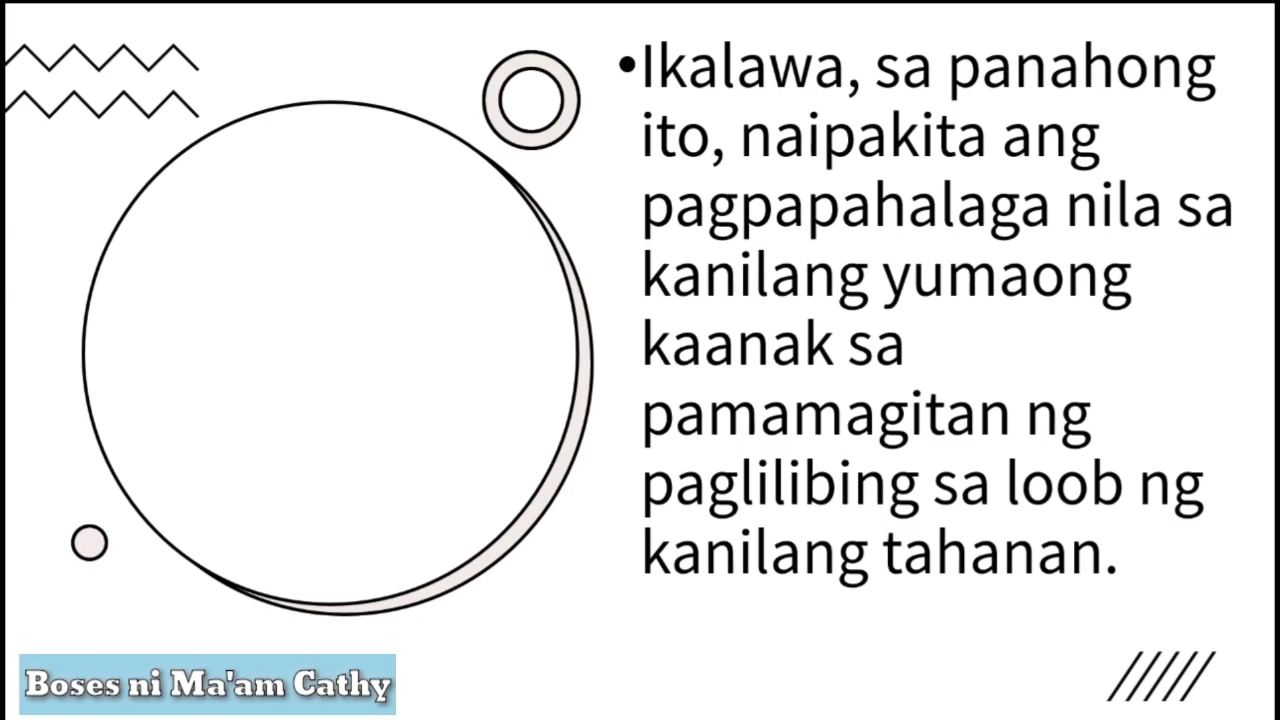 •Ikalawa, sa panahong
ito, naipakita ang
pagpapahalaga nila sa
kanilang yumaong
kaanak sa
pamamagitan ng
paglilibing sa loob ng
kanilang tahanan.
Boses ni Ma'am Cathy